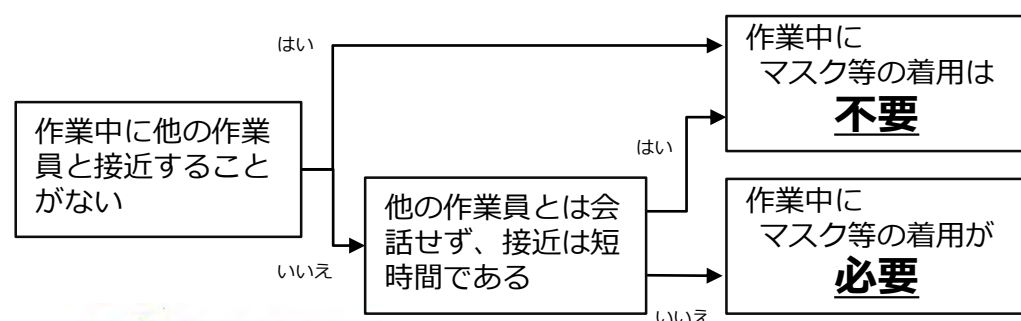 はい
作業中に他の作業
員と接近すること
がない
いいえ
他の作業員とは会
話せず、接近は短
時間である
はい
いいえ
作業中に
マスク等の着用は
不要
作業中に
マスク等の着用が
必要